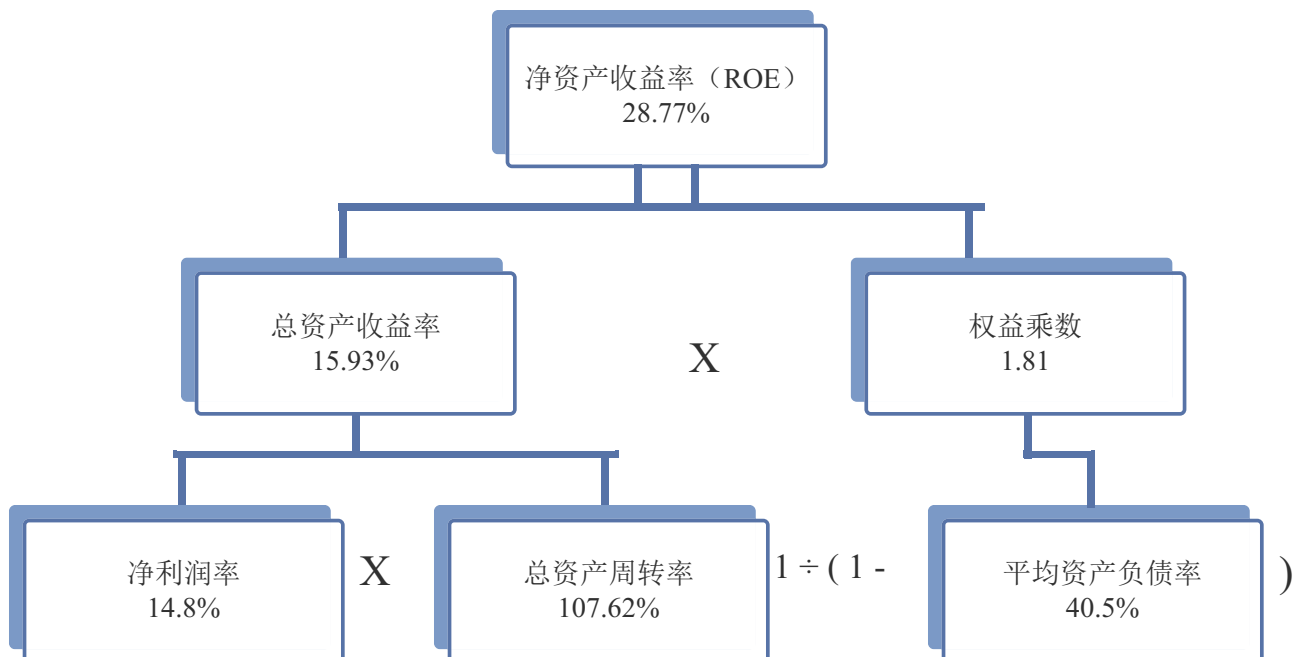 净资产收益率（ROE）
28.77%
总资产收益率
15.93%
X
权益乘数
1.81
净利润率
14.8%
X
总资产周转率
107.62%
1 ÷ ( 1 -
平均资产负债率
40.5%
)